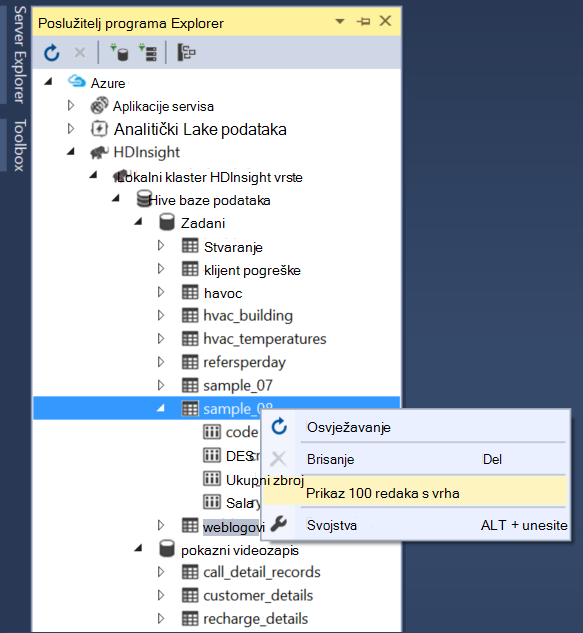 Server Explorer
Toolbox
Poslužitelj programa Explorer
Azure
Aplikacije servisa
Analitički Lake podataka
HDInsight
Lokalni klaster HDInsight vrste
Hive baze podataka
Zadani
Stvaranje
klijent pogreške
havoc
hvac_building
hvac_temperatures
refersperday
sample_07
sample_08
code
DES
Ukupni zbroj
Salary
weblogovi
pokazni videozapis
call_detail_records
customer_details
recharge_details
Osvježavanje
Brisanje Del
Prikaz 100 redaka s vrha
Svojstva ALT + unesite